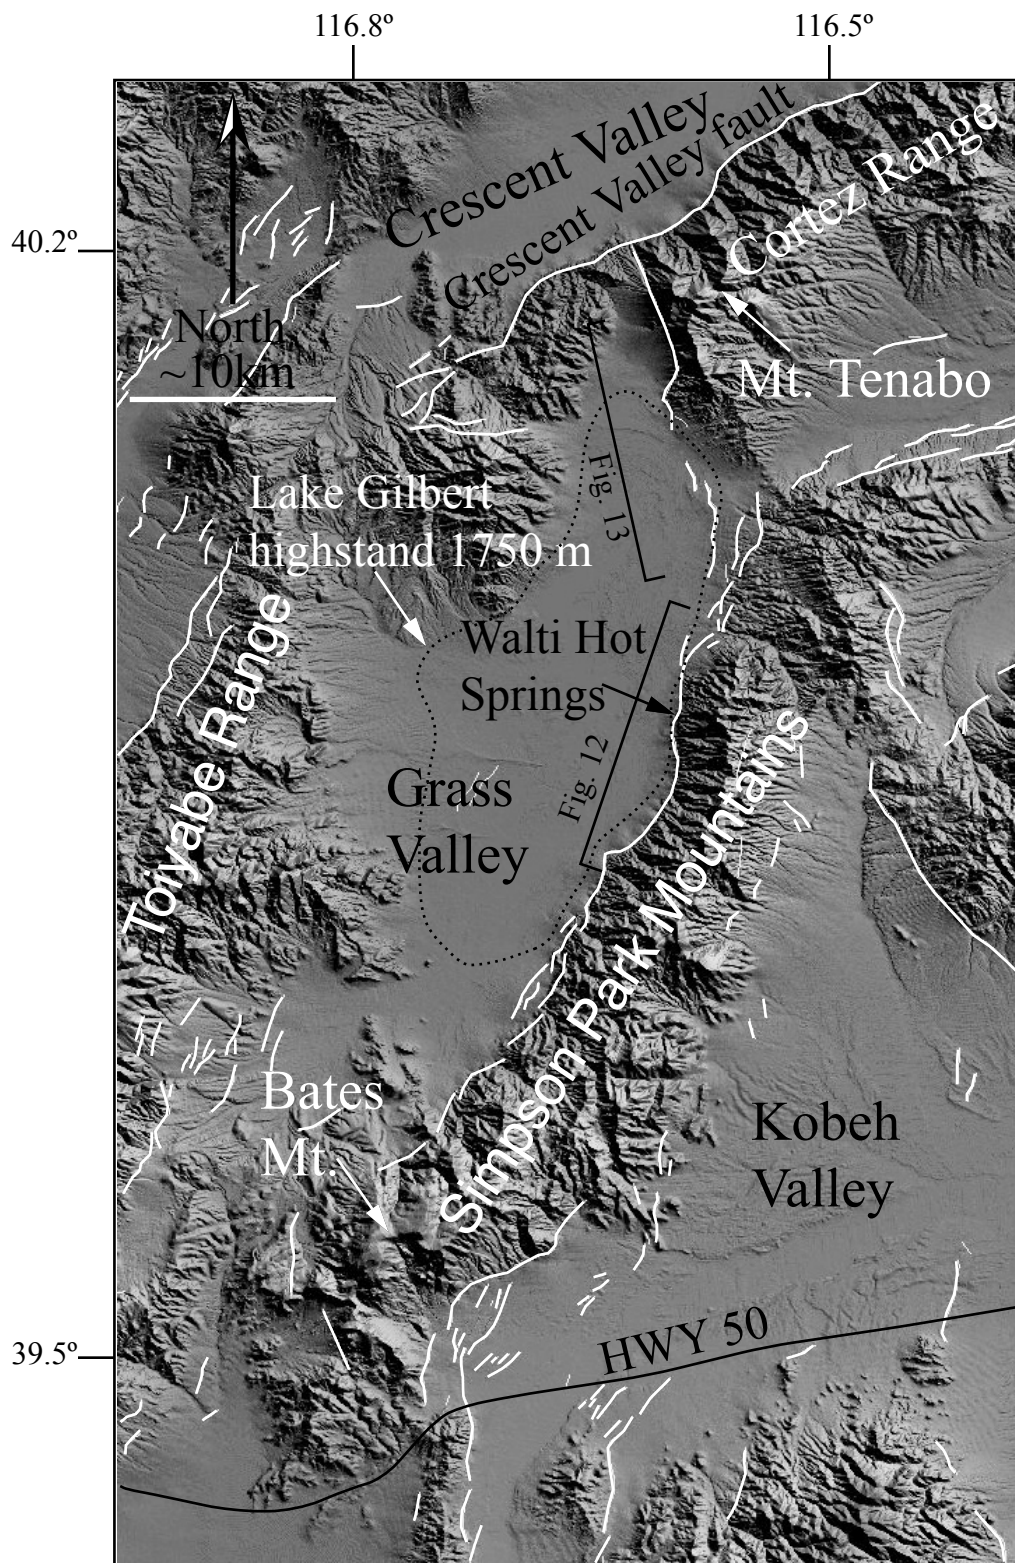 116.8º
116.5º
Crescent Valley
Crescent Valley fault
Cortez Range
40.2º
North
~10km
Mt. Tenabo
Lake Gilbert
highstand 1750 m
Fig 13
Walti Hot
Springs
Toiyabe Range
Fig. 12
Grass
Valley
Simpson Park Mountains
Bates
Mt.
Kobeh
Valley
HWY 50
39.5º